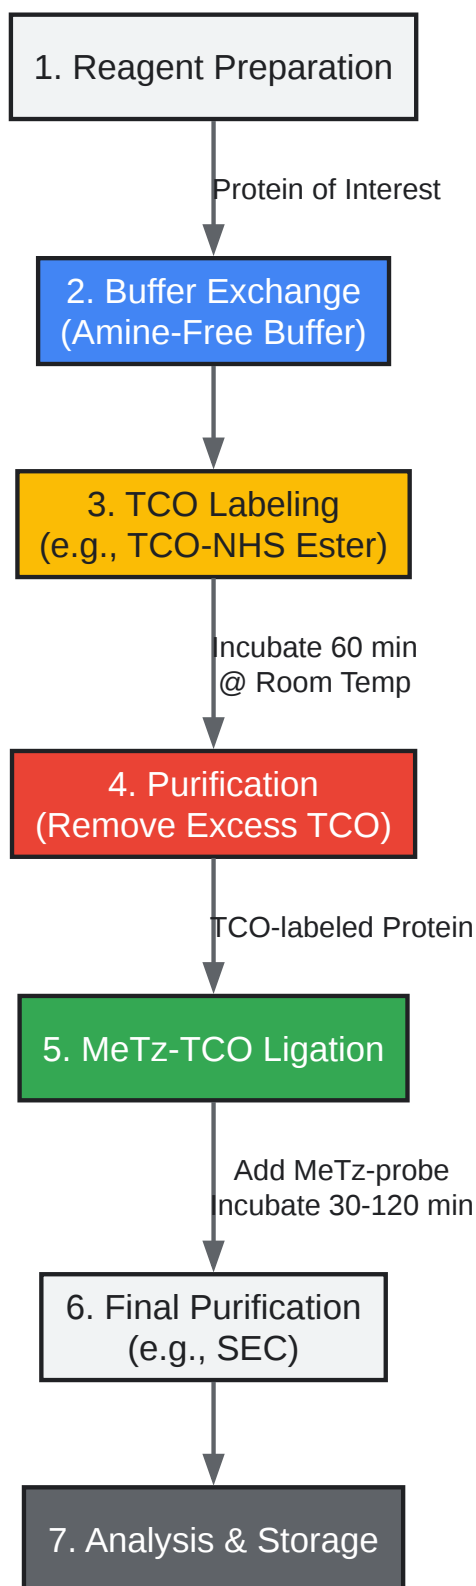 1. Reagent Preparation
Protein of Interest
2. Buffer Exchange
(Amine-Free Buffer)
3. TCO Labeling
(e.g., TCO-NHS Ester)
Incubate 60 min
@ Room Temp
4. Purification
(Remove Excess TCO)
TCO-labeled Protein
5. MeTz-TCO Ligation
Add MeTz-probe
Incubate 30-120 min
6. Final Purification
(e.g., SEC)
7. Analysis & Storage